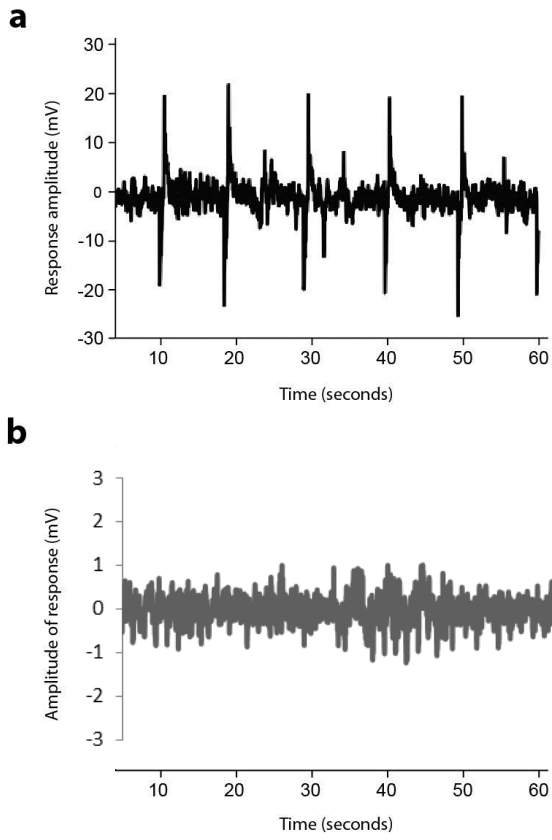 a
30
20
10
0
-10
-20
-30
Response amplitude (mV)
10 20 30 40 50 60
Time (seconds)
b
3
2
1
0
-1
-2
-3
Amplitude of response (mV)
10 20 30 40 50 60
Time (seconds)